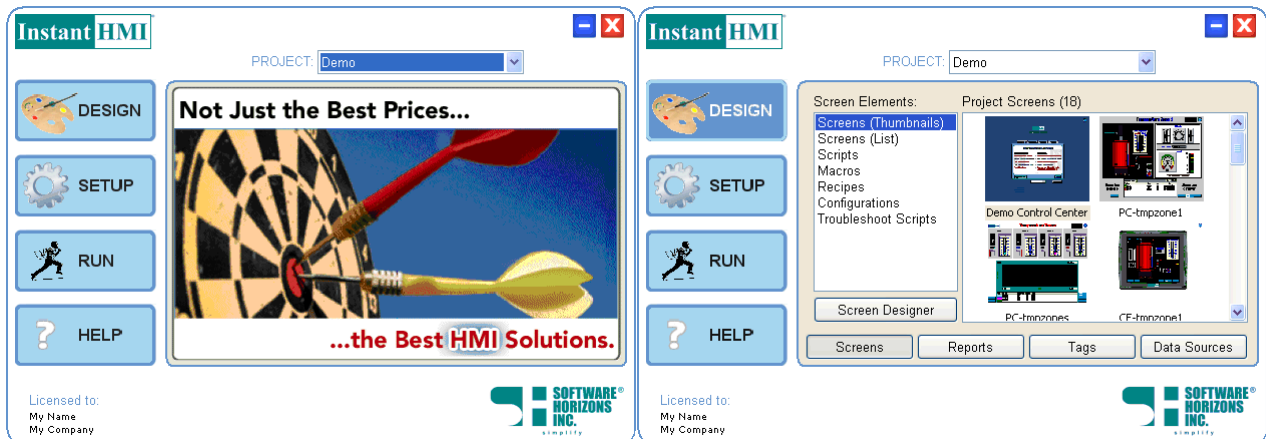 Instant HMI
PROJECT: Demo
DESIGN
SETUP
RUN
HELP
Not Just the Best Prices...
...the Best HMI Solutions.
Licensed to:
My Name
My Company
SOFTWARE®
HORIZONS
INC.
simplify
Instant HMI
PROJECT: Demo
DESIGN
SETUP
RUN
HELP
Screen Elements:
Screens (Thumbnails)
Screens (List)
Scripts
Macros
Recipes
Configurations
Troubleshoot Scripts
Screen Designer
Project Screens (18)
Demo Control Center
PC-tmpzone1
PC-tmpzones
CE-tmpzone1
Screens
Reports
Tags
Data Sources
Licensed to:
My Name
My Company
SOFTWARE®
HORIZONS
INC.
simplify